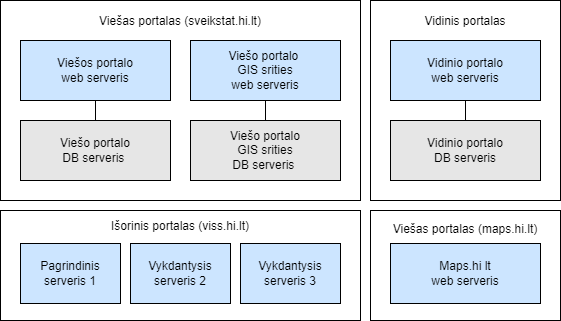 Viešas portalas (sveikstat.hi.lt)
Viešos portalo
web serveris
Viešo portalo
GIS srities
web serveris
Viešo portalo
DB serveris
Viešo portalo
GIS srities
DB serveris
Vidinis portalas
Vidinio portalo
web serveris
Vidinio portalo
DB serveris
Išorinis portalas (viss.hi.lt)
Pagrindinis
serveris 1
Vykdantysis
serveris 2
Vykdantysis
serveris 3
Viešas portalas (maps.hi.lt)
Maps.hi lt
web serveris